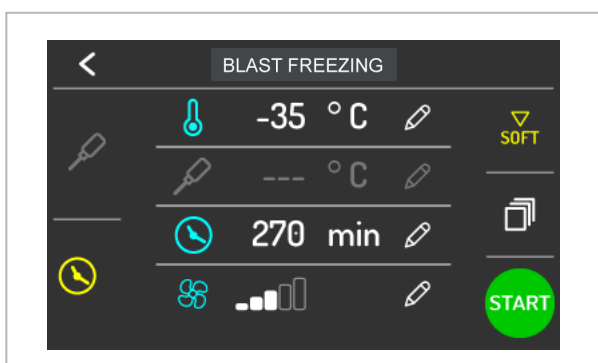 BLAST FREEZING
-35 °C
SOFT
--- °C
270 min
START